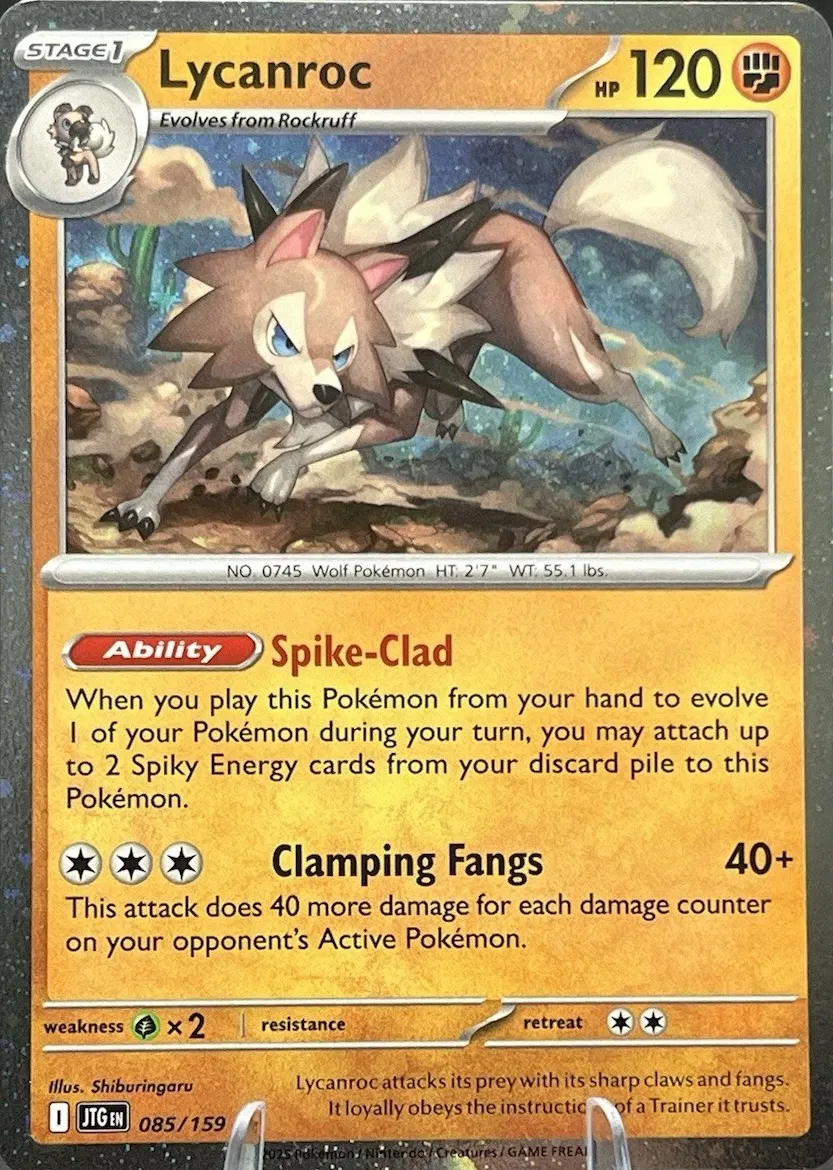 STAGE 1
Lycanroc
HP 120
Evolves from Rockruff
NO. 0745 Wolf Pokémon HT: 2'7" WT: 55.1 lbs.
Ability Spike-Clad
When you play this Pokémon from your hand to evolve
1 of your Pokémon during your turn, you may attach up
to 2 Spiky Energy cards from your discard pile to this
Pokémon.
Clamping Fangs 40+
This attack does 40 more damage for each damage counter
on your opponent's Active Pokémon.
weakness ×2 resistance retreat
Illus. Shiburingaru
Lycanroc attacks its prey with its sharp claws and fangs.
It loyally obeys the of a Trainer it trusts.
I JTG EN 085/159
2025 Pokémon / Nintendo / Creatures / GAME